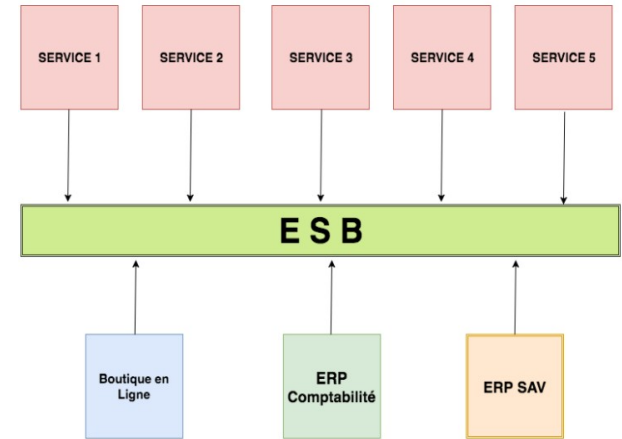 SERVICE 1
SERVICE 2
SERVICE 3
SERVICE 4
SERVICE 5
E S B
Boutique en
Ligne
ERP
Comptabilité
ERP SAV